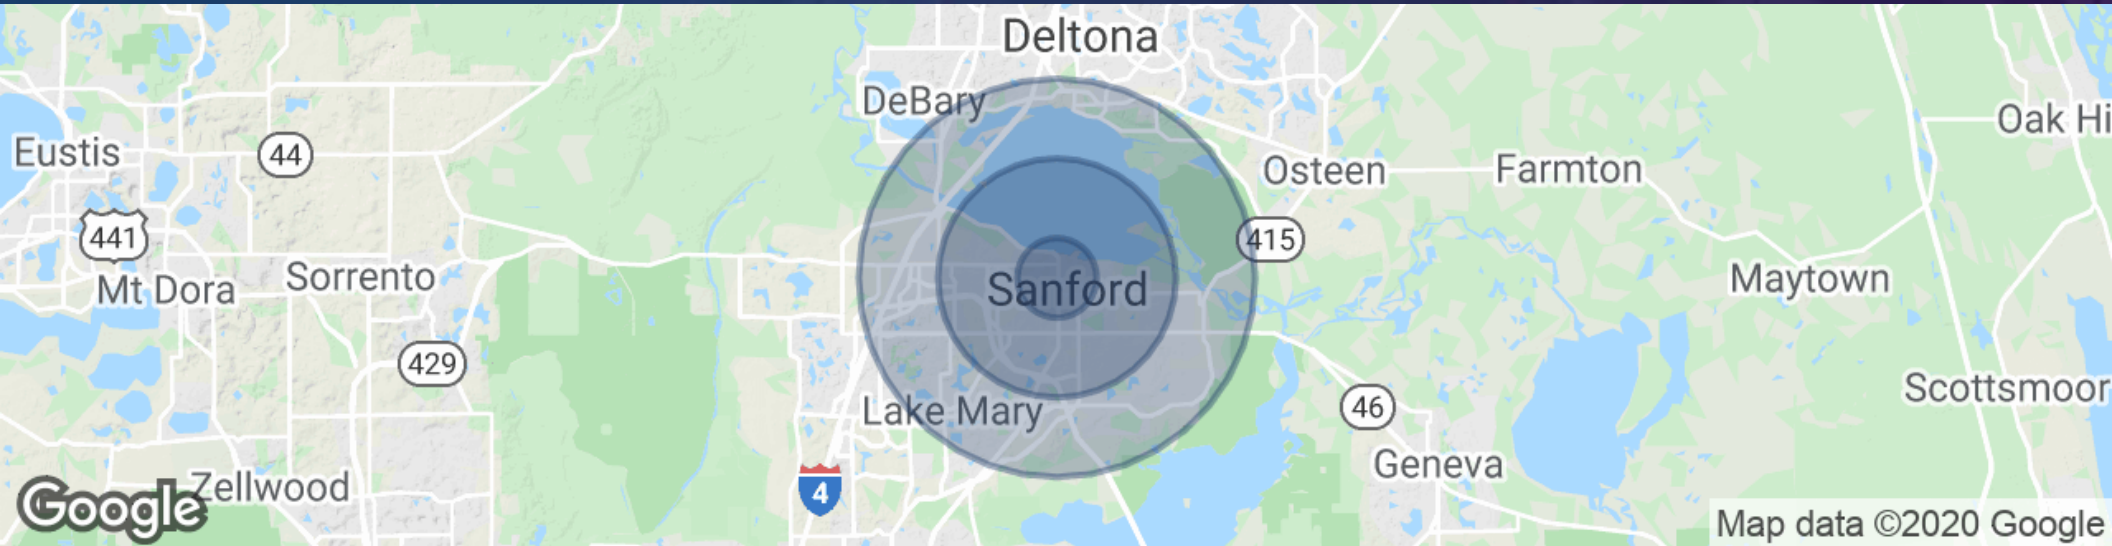 Deltona
DeBary
Oak Hi
Eustis
44
Osteen
Farmton
441
415
Mt Dora
Sorrento
Sanford
Maytown
429
Lake Mary
46
Scottsmoor
Zellwood
4
Geneva
Google
Map data ©2020 Google